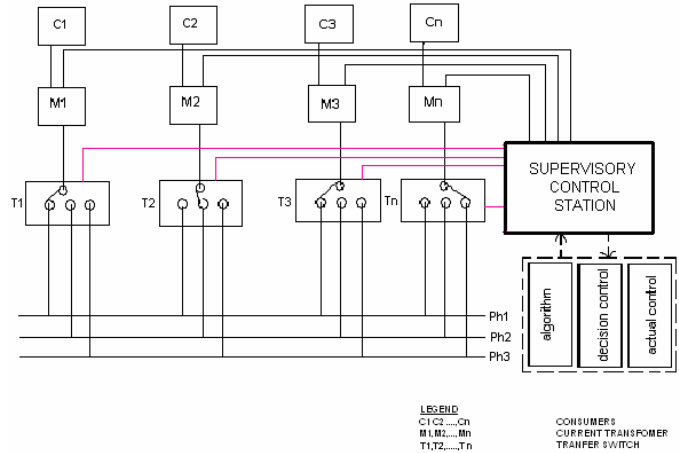 C1 C2 C3 Cn
M1 M2 M3 Mn
SUPERVISORY
CONTROL
STATION
T1 T2 T3 Tn
algorithm
decision control
actual control
Ph1
Ph2
Ph3
LEGEND
C1 C2 ...., Cn CONSUMERS
M1, M2,..., Mn CURRENT TRANSFOMER
T1,T2,....,Tn TRANFER SWITCH